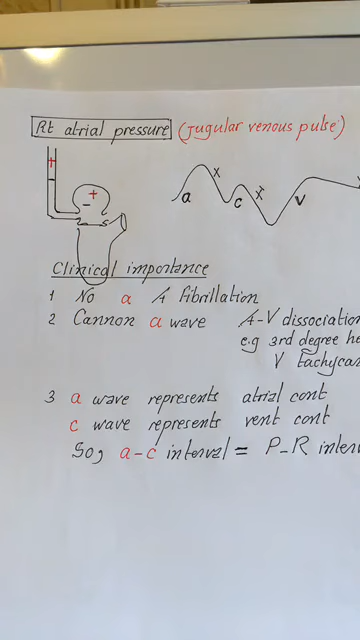 Rt atrial pressure (jugular venous pulse)
+
+ -
a x c x v
Clinical importance
1 No a A fibrillation
2 Cannon a wave A-V dissociation
e.g 3rd degree he
V tachycar
3 a wave represents atrial cont
c wave represents vent cont
So, a-c interval = P-R interv